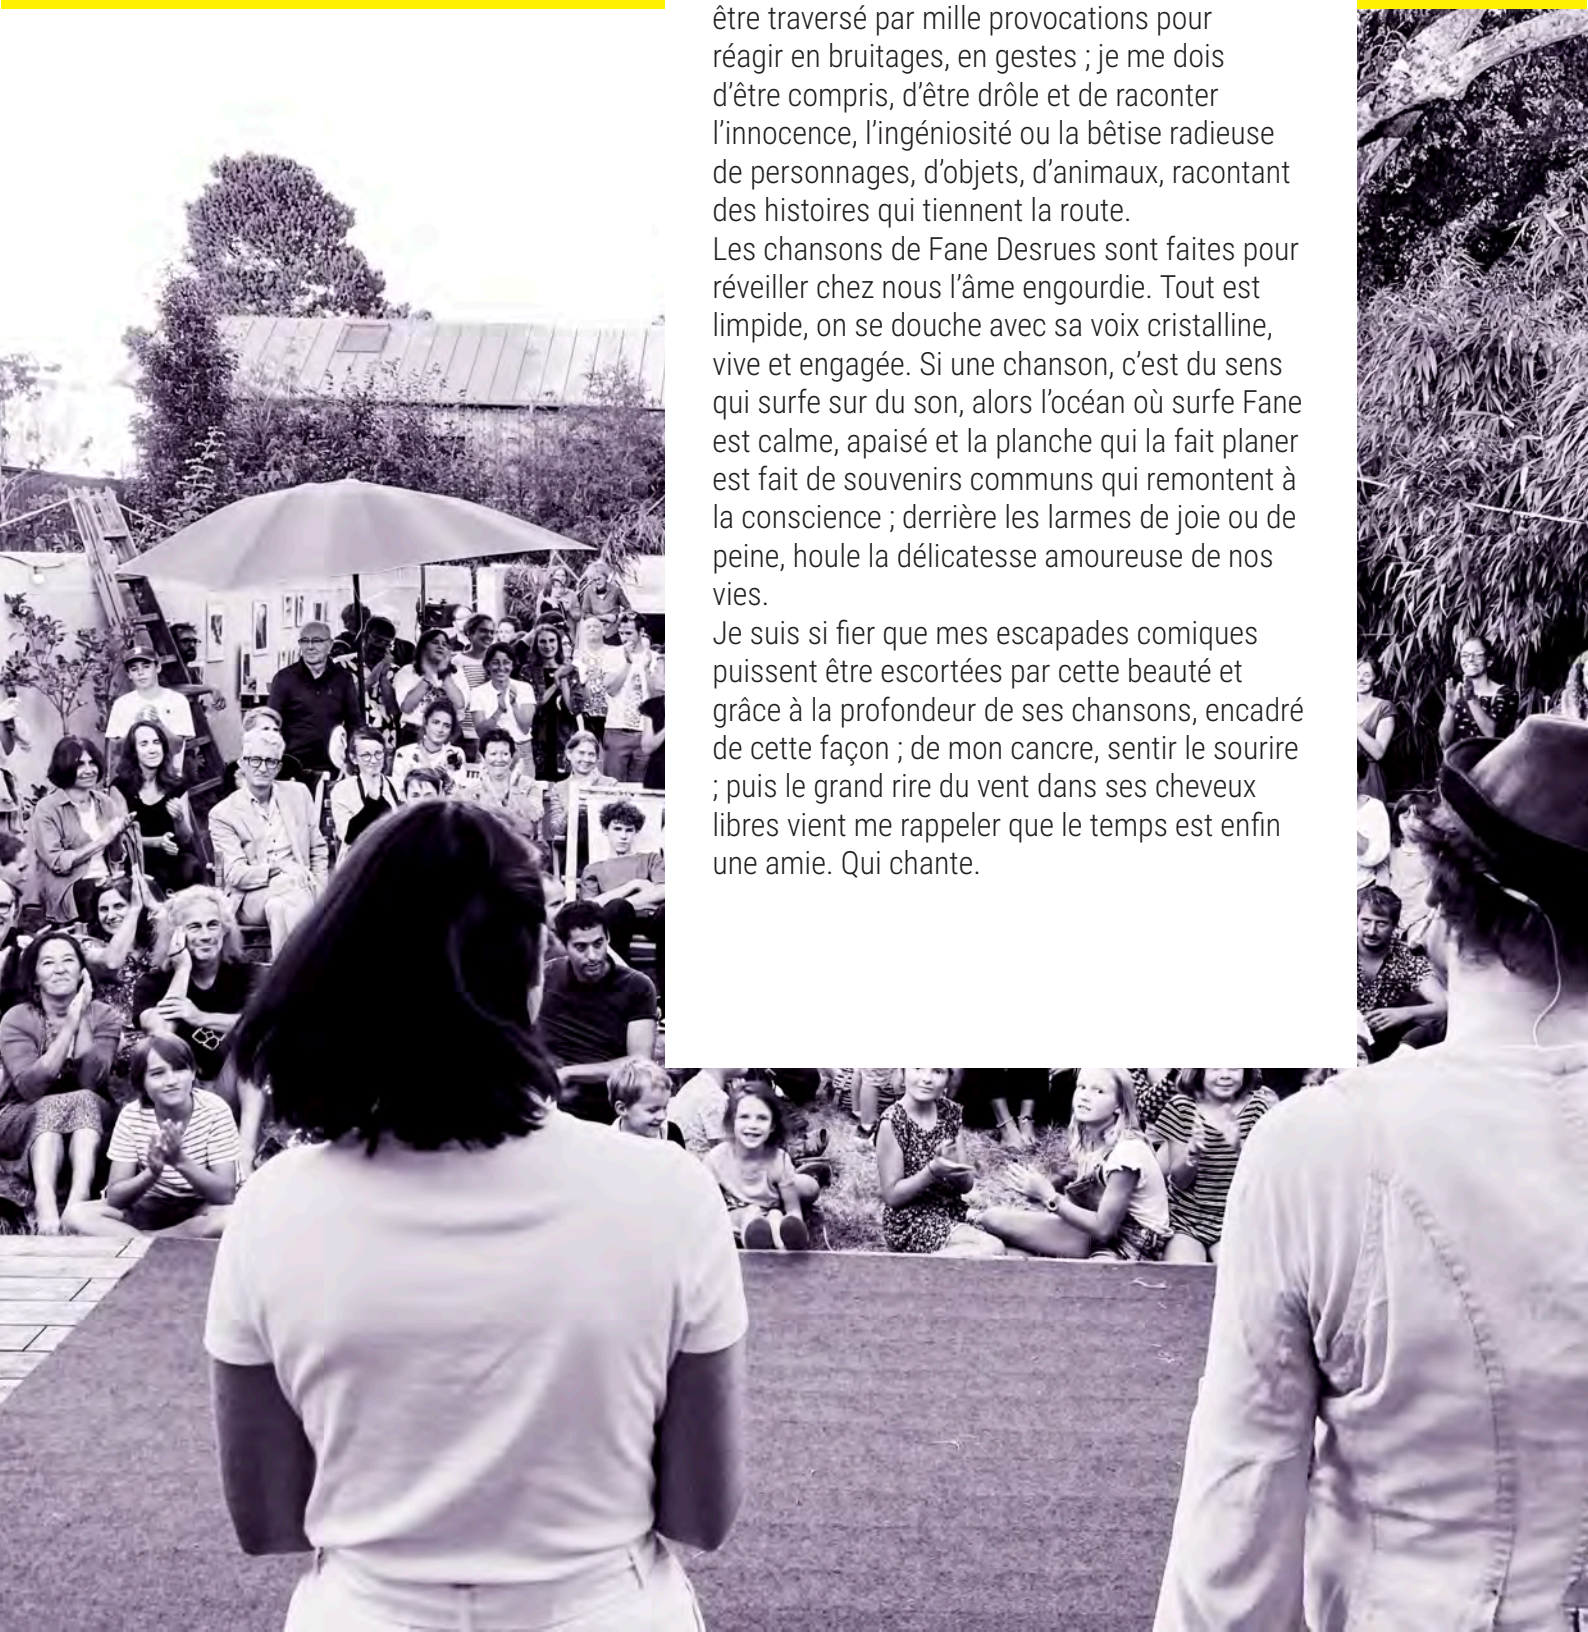 être traversé par mille provocations pour
réagir en bruitages, en gestes ; je me dois
d’être compris, d’être drôle et de raconter
l’innocence, l’ingéniosité ou la bêtise radieuse
de personnages, d’objets, d’animaux, racontant
des histoires qui tiennent la route.
Les chansons de Fane Desrues sont faites pour
réveiller chez nous l’âme engourdie. Tout est
limpide, on se douche avec sa voix cristalline,
vive et engagée. Si une chanson, c’est du sens
qui surfe sur du son, alors l’océan où surfe Fane
est calme, apaisé et la planche qui la fait planer
est fait de souvenirs communs qui remontent à
la conscience ; derrière les larmes de joie ou de
peine, houle la délicatesse amoureuse de nos
vies.
Je suis si fier que mes escapades comiques
puissent être escortées par cette beauté et
grâce à la profondeur de ses chansons, encadré
de cette façon ; de mon cancre, sentir le sourire
; puis le grand rire du vent dans ses cheveux
libres vient me rappeler que le temps est enfin
une amie. Qui chante.